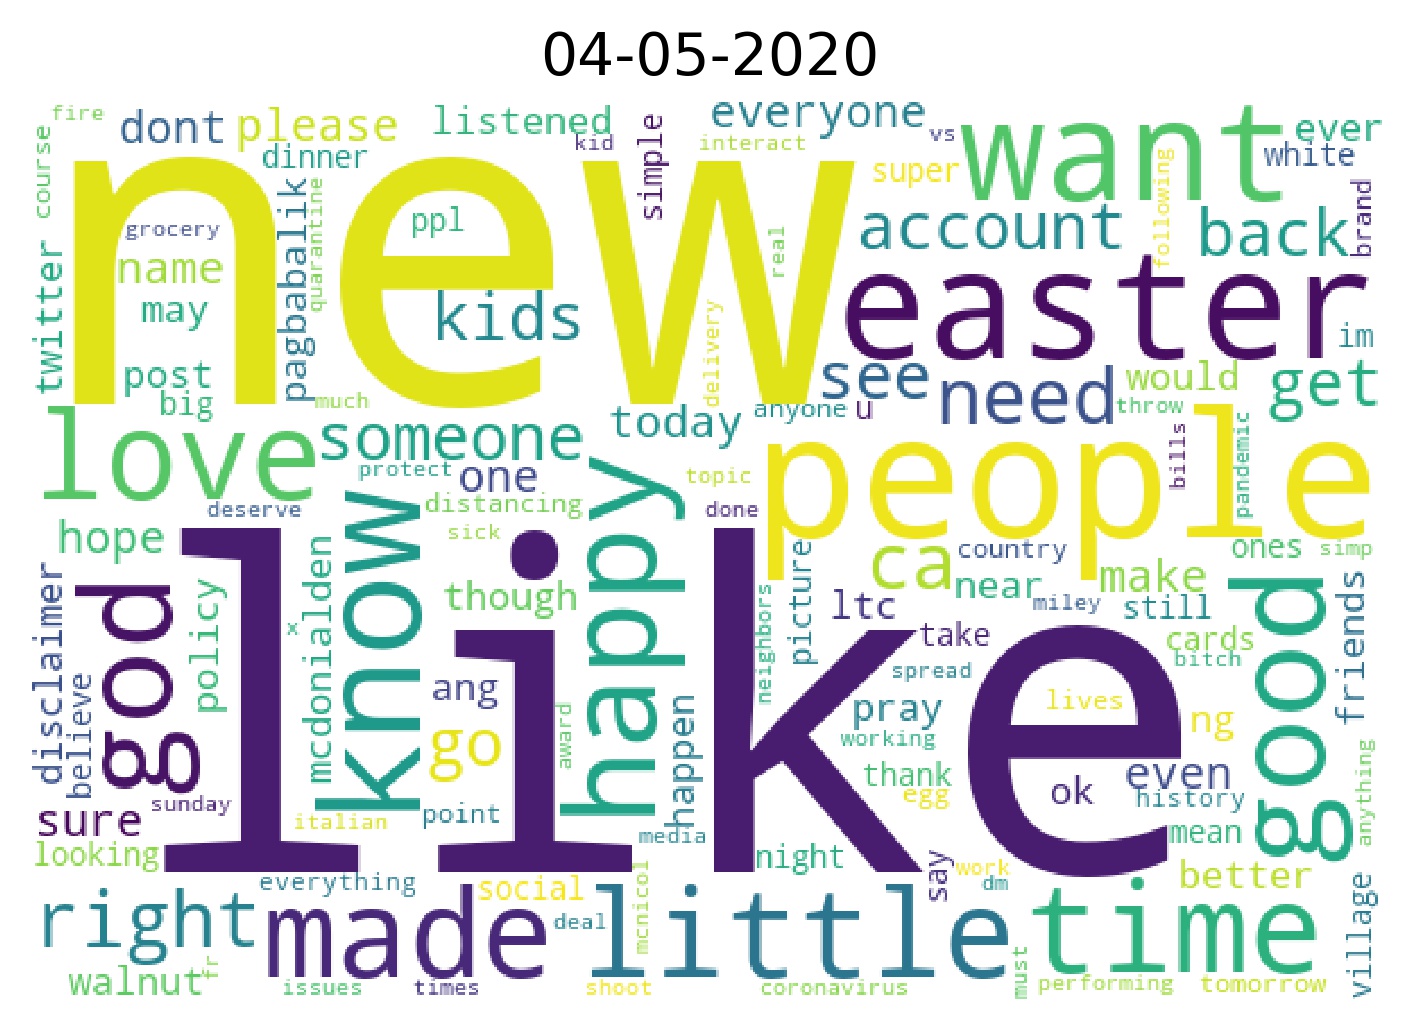 04-05-2020
fire
dont
please
listened
everyone
want
ever
course
dinner
kid
simple
interact
vs
super
white
new
following
twitter
grocery
name
may
pagbabalik
quarantine
ppl
kids
real
delivery
account
back
brand
easter
im
post
big
much
see
need
would
get
throw
love
someone
today
anyone
u
people
bills
pandemic
protect
one
topic
distancing
sick
deserve
done
hope
know
happy
like
ca
country
near
make
ones
simp
disclaimer
god
policy
believe
x
mcdonialden
though
ang
go
award
happen
neighbors
picture
ltc
miley
still
take
cards
bitch
spread
lives
pray
working
ng
good
friends
thank
egg
ok
even
history
sure
sunday
italian
point
media
mean
anything
looking
night
everything
social
mcnicol
say
work
dm
better
right
made
deal
little
time
village
walnut
fr
issues
times
shoot
coronavirus
must
performing
tomorrow